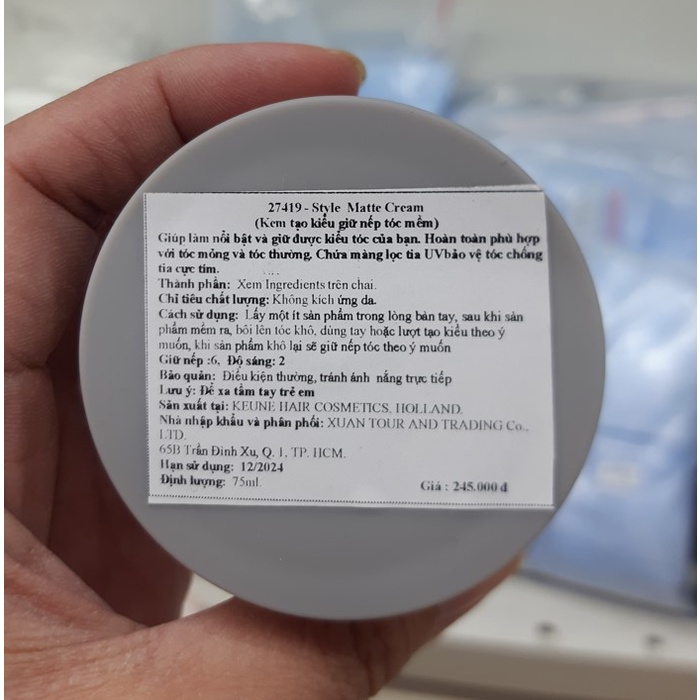 27419 - Style Matte Cream
(Kem tạo kiểu giữ nếp tóc mềm)
Giúp làm nổi bật và giữ được kiểu tóc của bạn. Hoàn toàn phù hợp
với tóc mỏng và tóc thường. Chứa màng lọc tia UVbảo vệ tóc chống
tia cực tím.
Thành phần: Xem Ingredients trên chai.
Chỉ tiêu chất lượng: Không kích ứng da.
Cách sử dụng: Lấy một ít sản phẩm trong lòng bàn tay, sau khi sản
phẩm mềm ra, bôi lên tóc khô, dùng tay hoặc lượt tạo kiểu theo ý
muốn, khi sản phẩm khô lại sẽ giữ nếp tóc theo ý muốn
Giữ nếp :6, Độ sáng: 2
Bảo quản: Điều kiện thường, tránh ánh nắng trực tiếp
Lưu ý: Để xa tầm tay trẻ em
Sản xuất tại: KEUNE HAIR COSMETICS, HOLLAND.
Nhà nhập khẩu và phân phối: XUAN TOUR AND TRADING Co.,
LTD.
65B Trần Đình Xu, Q. 1, TP. HCM.
Hạn sử dụng: 12/2024
Định lượng: 75ml. Giá : 245.000 đ